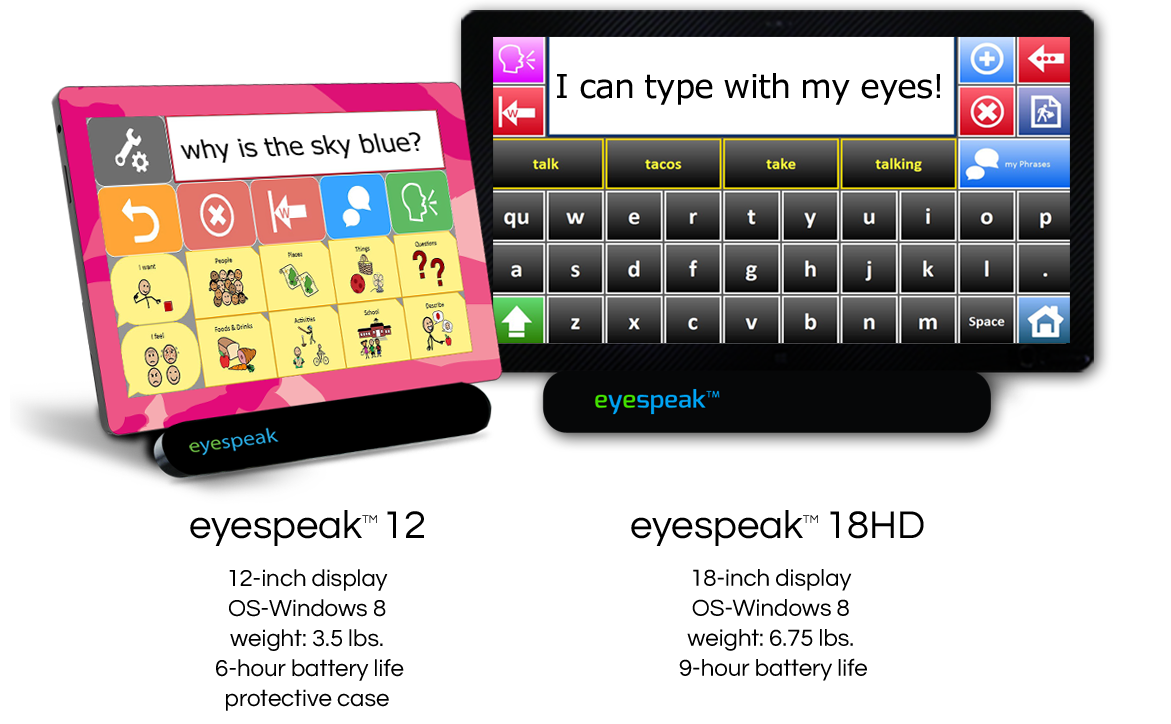 I can type with my eyes!
W
talk
tacos
take
talking
my Phrases
qu w e r t y u i o p
a s d f g h j k l .
z x c v b n m Space
eyespeak™
why is the sky blue?
W
I want
People
Places
Things
Questions
I feel
Foods & Drinks
Activities
School
Describe
eyespeak
eyespeak™ 12
12-inch display
OS-Windows 8
weight: 3.5 lbs.
6-hour battery life
protective case
eyespeak™ 18HD
18-inch display
OS-Windows 8
weight: 6.75 lbs.
9-hour battery life